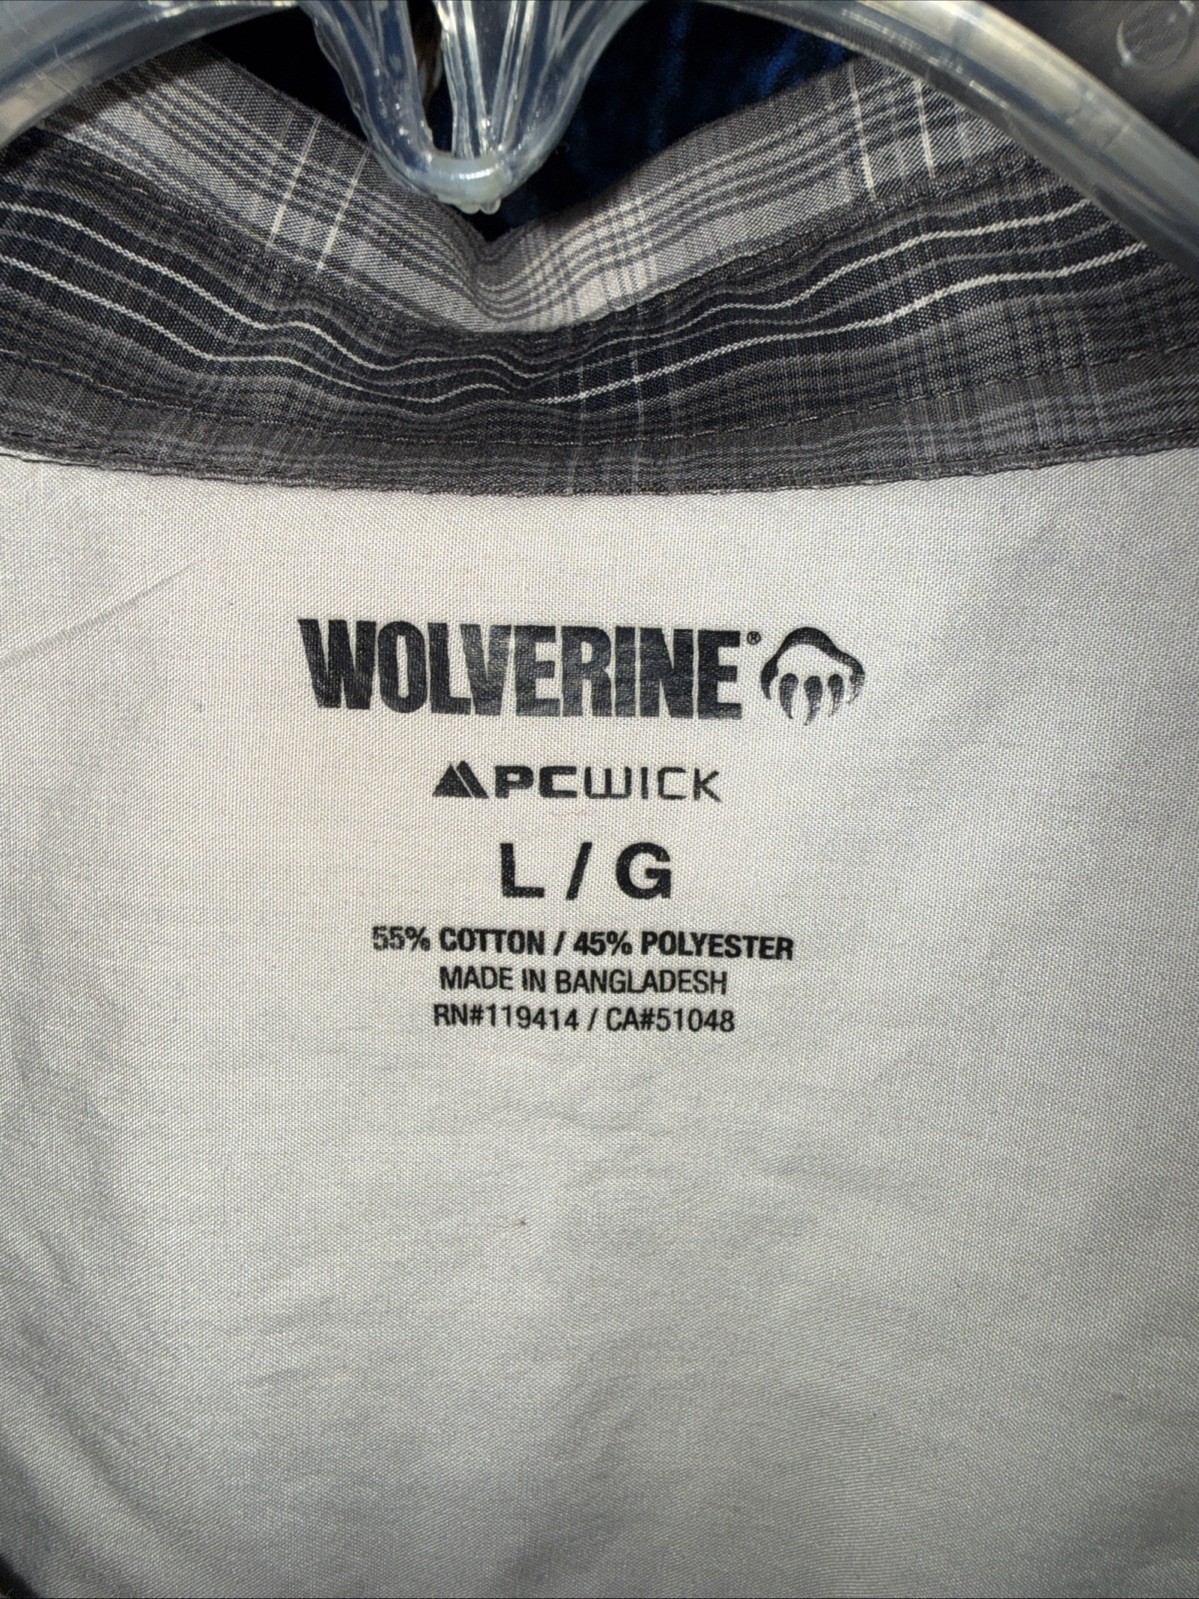 WOLVERINE®
PCWICK
L / G
55% COTTON / 45% POLYESTER
MADE IN BANGLADESH
RN#119414 / CA#51048